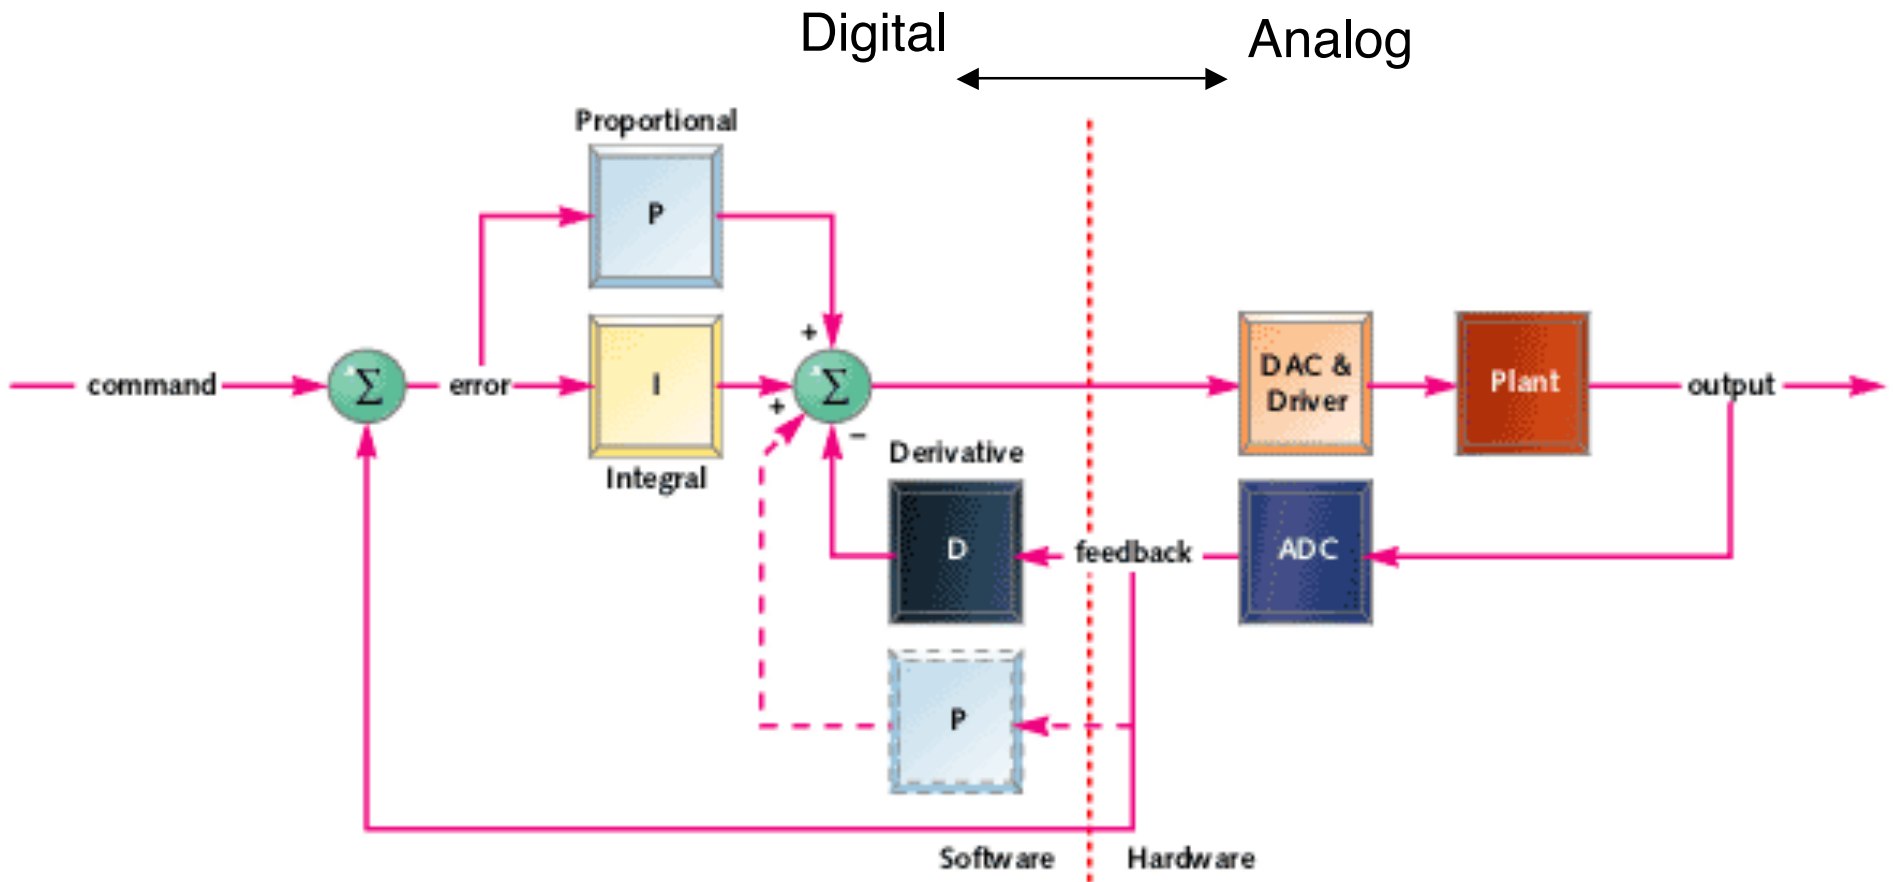 Digital
Analog
Proportional
P
command
Σ
error
I
Integral
+
+
Σ
−
DAC &
Driver
Plant
output
Derivative
D
feedback
ADC
P
Software
Hardware